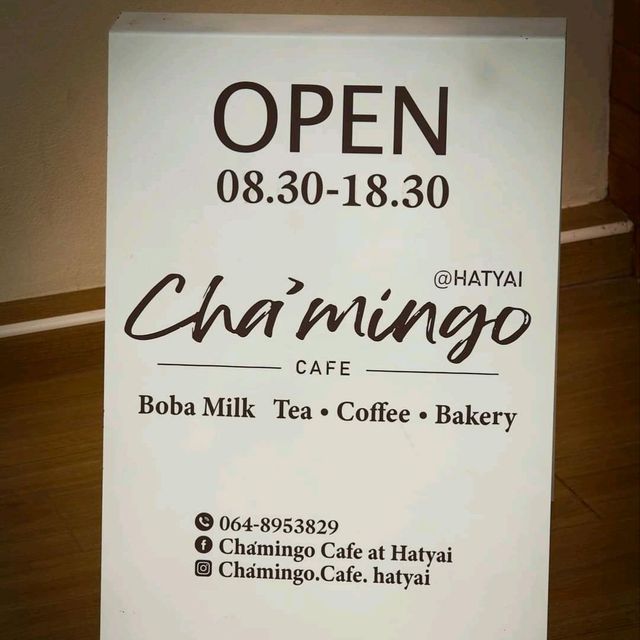 OPEN
08.30-18.30
@HATYAI
Cha'mingo
CAFE
Boba Milk Tea • Coffee • Bakery
064-8953829
Cha'mingo Cafe at Hatyai
Cha'mingo.Cafe. hatyai